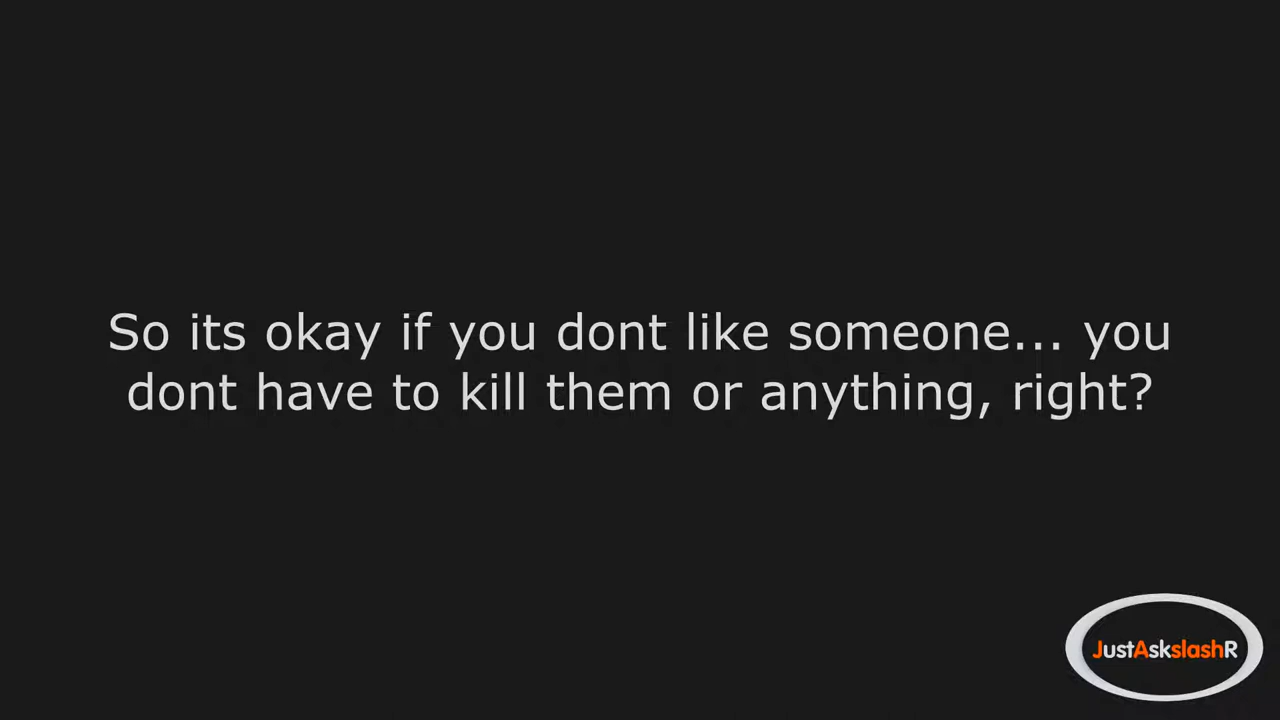 So its okay if you dont like someone... you
dont have to kill them or anything, right?
JustAskslashR